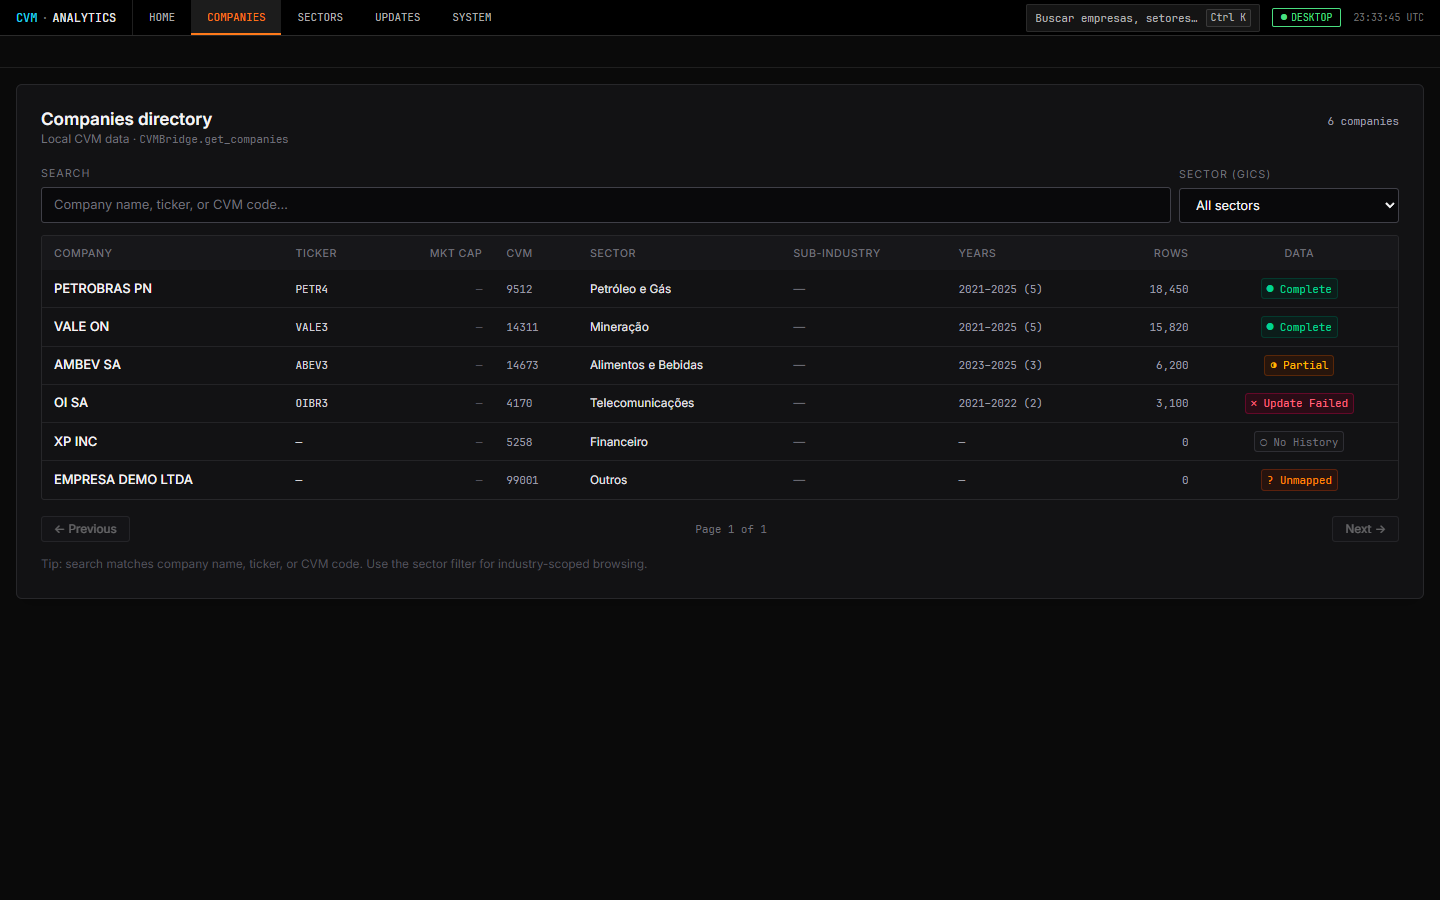 CVM · ANALYTICS HOME COMPANIES SECTORS UPDATES SYSTEM Buscar empresas, setores… Ctrl K ● DESKTOP 23:33:45 UTC
Companies directory
6 companies
Local CVM data · CVMBridge.get_companies
SEARCH SECTOR (GICS)
Company name, ticker, or CVM code... All sectors
COMPANY TICKER MKT CAP CVM SECTOR SUB-INDUSTRY YEARS ROWS DATA
PETROBRAS PN PETR4 — 9512 Petróleo e Gás — 2021–2025 (5) 18,450 ● Complete
VALE ON VALE3 — 14311 Mineração — 2021–2025 (5) 15,820 ● Complete
AMBEV SA ABEV3 — 14673 Alimentos e Bebidas — 2023–2025 (3) 6,200 ◑ Partial
OI SA OIBR3 — 4170 Telecomunicações — 2021–2022 (2) 3,100 × Update Failed
XP INC — — 5258 Financeiro — — 0 ○ No History
EMPRESA DEMO LTDA — — 99001 Outros — — 0 ? Unmapped
← Previous Page 1 of 1 Next →
Tip: search matches company name, ticker, or CVM code. Use the sector filter for industry-scoped browsing.